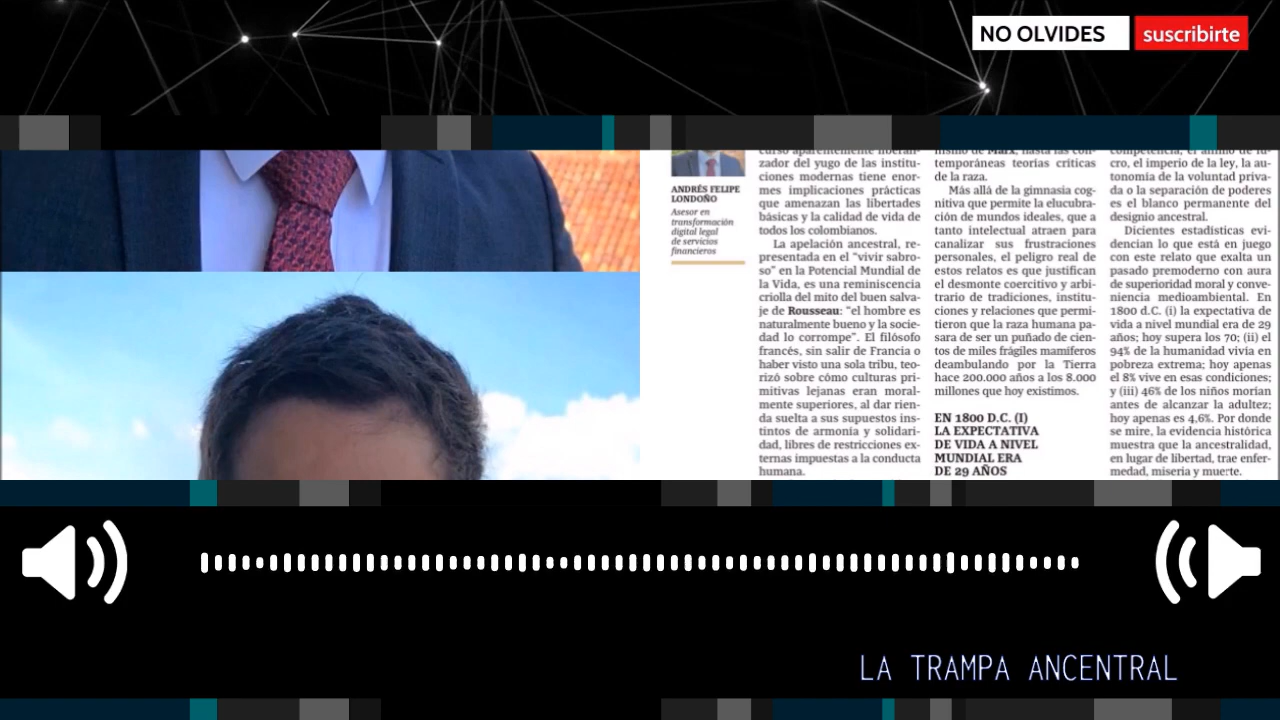 NO OLVIDES
suscribirte
ANDRÉS FELIPE
LONDOÑO
Asesor en
transformación
digital legal
de servicios
financieros
curso aparentemente liberali-
zador del yugo de las institu-
ciones modernas tiene enor-
mes implicaciones prácticas
que amenazan las libertades
básicas y la calidad de vida de
todos los colombianos.
La apelación ancestral, re-
presentada en el “vivir sabro-
so” en la Potencial Mundial de
la Vida, es una reminiscencia
criolla del mito del buen salva-
je de Rousseau: “el hombre es
naturalmente bueno y la socie-
dad lo corrompe”. El filósofo
francés, sin salir de Francia o
haber visto una sola tribu, teo-
rizó sobre cómo culturas pri-
mitivas lejanas eran moral-
mente superiores, al dar rien-
da suelta a sus supuestos ins-
tintos de armonía y solidari-
dad, libres de restricciones ex-
ternas impuestas a la conducta
humana.
nismo de Marx, hasta las con-
temporáneas teorías críticas
de la raza.
Más allá de la gimnasia cog-
nitiva que permite la elucubra-
ción de mundos ideales, que a
tanto intelectual atraen para
canalizar sus frustraciones
personales, el peligro real de
estos relatos es que justifican
el desmonte coercitivo y arbi-
trario de tradiciones, institu-
ciones y relaciones que permi-
tieron que la raza humana pa-
sara de ser un puñado de cien-
tos de miles frágiles mamíferos
deambulando por la Tierra
hace 200.000 años a los 8.000
millones que hoy existimos.
EN 1800 D.C. (I)
LA EXPECTATIVA
DE VIDA A NIVEL
MUNDIAL ERA
DE 29 AÑOS
competencia, el ánimo de lu-
cro, el imperio de la ley, la au-
tonomía de la voluntad priva-
da o la separación de poderes
es el blanco permanente del
designio ancestral.
Dicientes estadísticas evi-
dencian lo que está en juego
con este relato que exalta un
pasado premoderno con aura
de superioridad moral y conve-
niencia medioambiental. En
1800 d.C. (i) la expectativa de
vida a nivel mundial era de 29
años; hoy supera los 70; (ii) el
94% de la humanidad vivía en
pobreza extrema; hoy apenas
el 8% vive en esas condiciones;
y (iii) 46% de los niños morían
antes de alcanzar la adultez;
hoy apenas es 4,6%. Por donde
se mire, la evidencia histórica
muestra que la ancestralidad,
en lugar de libertad, trae enfer-
medad, miseria y muerte.
LA TRAMPA ANCENTRAL